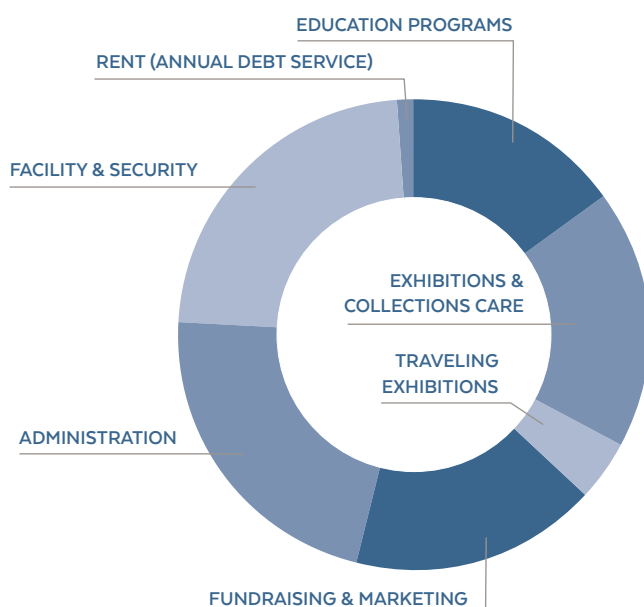 EDUCATION PROGRAMS
RENT (ANNUAL DEBT SERVICE)
FACILITY & SECURITY
EXHIBITIONS &
COLLECTIONS CARE
TRAVELING
EXHIBITIONS
ADMINISTRATION
FUNDRAISING & MARKETING